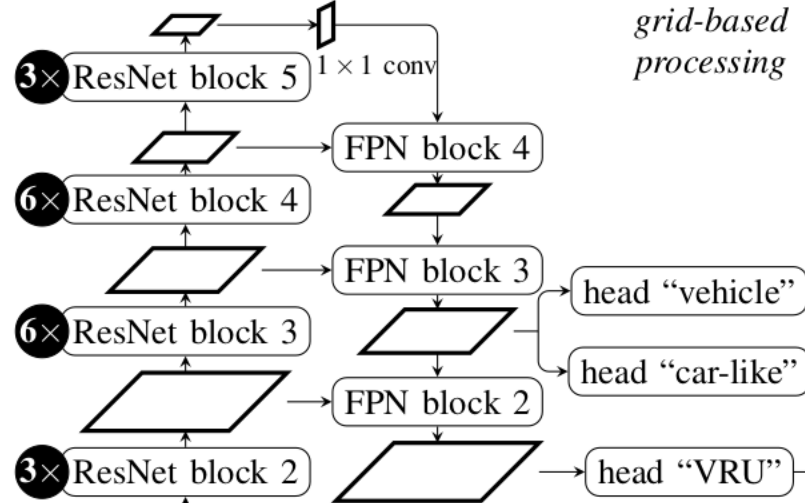 grid-based
processing
3× ResNet block 5
1 × 1 conv
FPN block 4
6× ResNet block 4
FPN block 3
head “vehicle”
6× ResNet block 3
head “car-like”
FPN block 2
3× ResNet block 2
head “VRU”